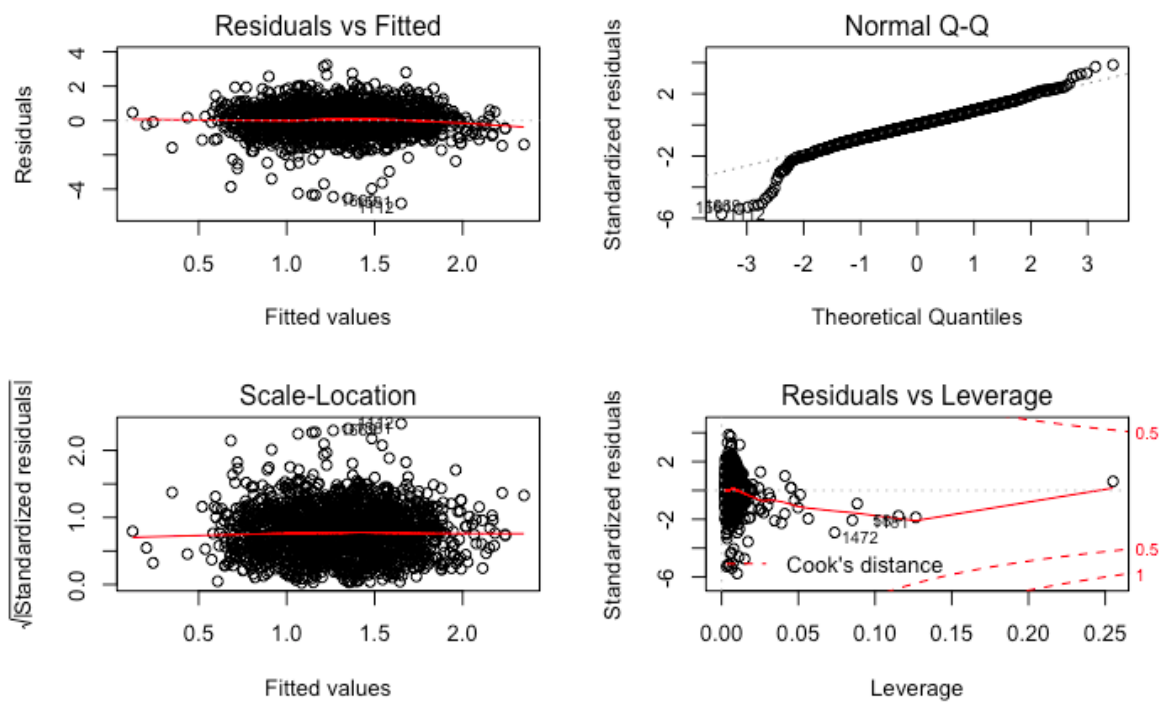 Residuals vs Fitted
Residuals
4
2
0
-4
0.5 1.0 1.5 2.0
Fitted values
Normal Q-Q
Standardized residuals
2
-2
-6
-3 -2 -1 0 1 2 3
Theoretical Quantiles
Scale-Location
√|Standardized residuals|
2.0
1.0
0.0
0.5 1.0 1.5 2.0
Fitted values
Residuals vs Leverage
Standardized residuals
2
-2
-6
0.5
0.5
1
1472
Cook's distance
0.00 0.05 0.10 0.15 0.20 0.25
Leverage